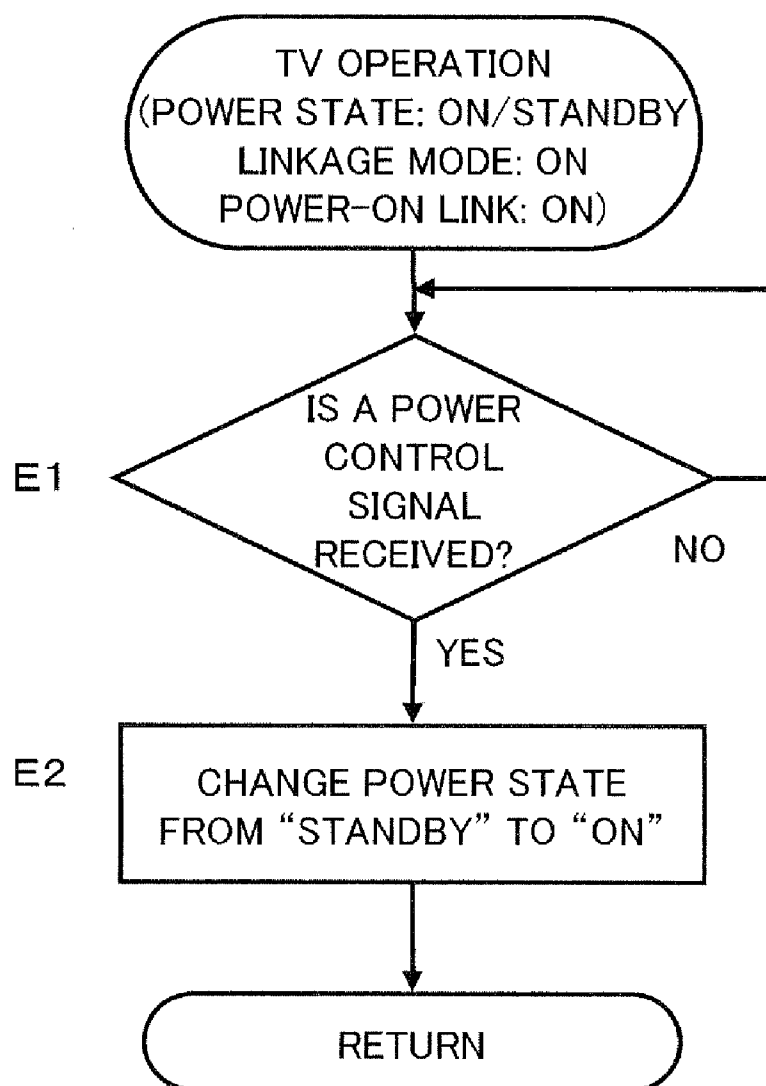 TV OPERATION
(POWER STATE: ON/STANDBY
LINKAGE MODE: ON
POWER-ON LINK: ON)
E1
IS A POWER
CONTROL
SIGNAL
RECEIVED?
NO
YES
E2
CHANGE POWER STATE
FROM “STANDBY” TO “ON”
RETURN